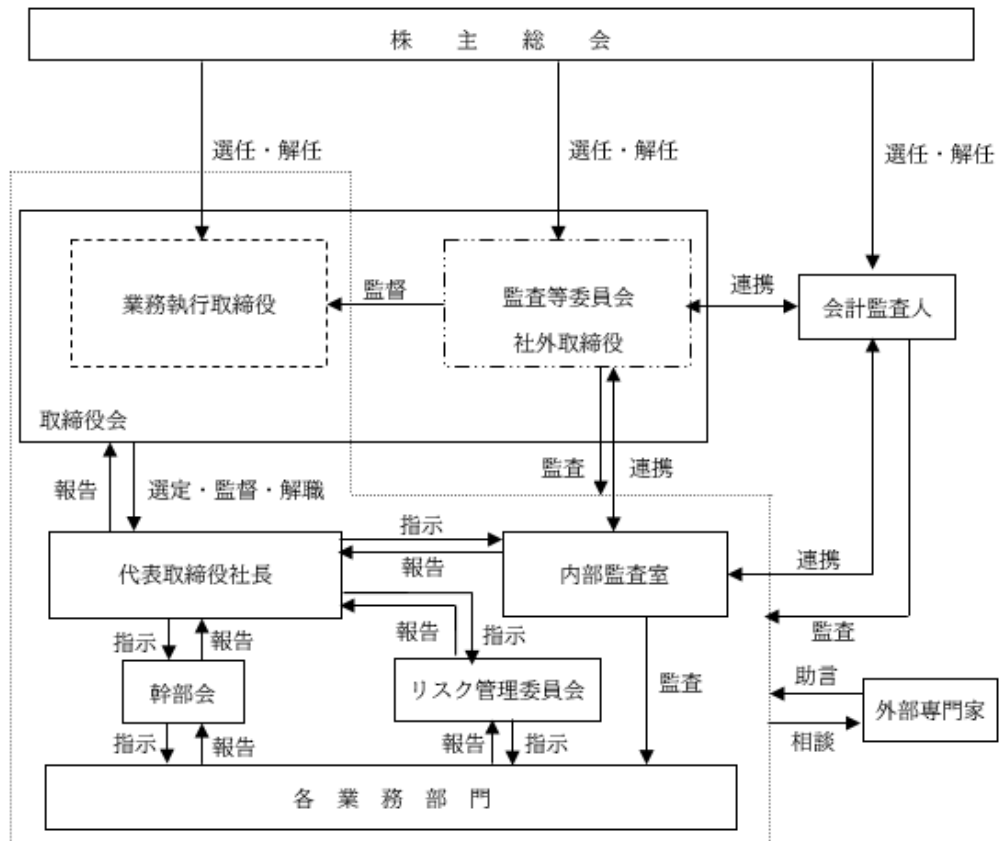 株 主 総 会
選任・解任
選任・解任
選任・解任
業務執行取締役
監督
監査等委員会
社外取締役
連携
会計監査人
取締役会
報告
選定・監督・解職
監査
連携
代表取締役社長
指示
報告
内部監査室
連携
監査
指示
報告
報告
指示
幹部会
リスク管理委員会
監査
助言
相談
外部専門家
指示
報告
報告
指示
各 業 務 部 門